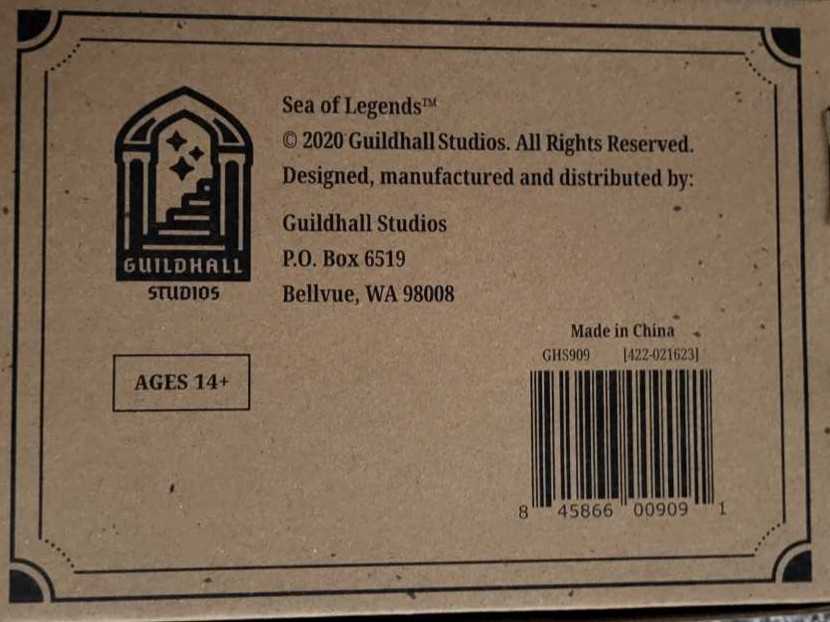 Sea of Legends™
© 2020 Guildhall Studios. All Rights Reserved.
Designed, manufactured and distributed by:
Guildhall Studios
P.O. Box 6519
Bellvue, WA 98008
GUILDHALL
STUDIOS
AGES 14+
Made in China
GHS909 [422-021623]
8 45866 00909 1